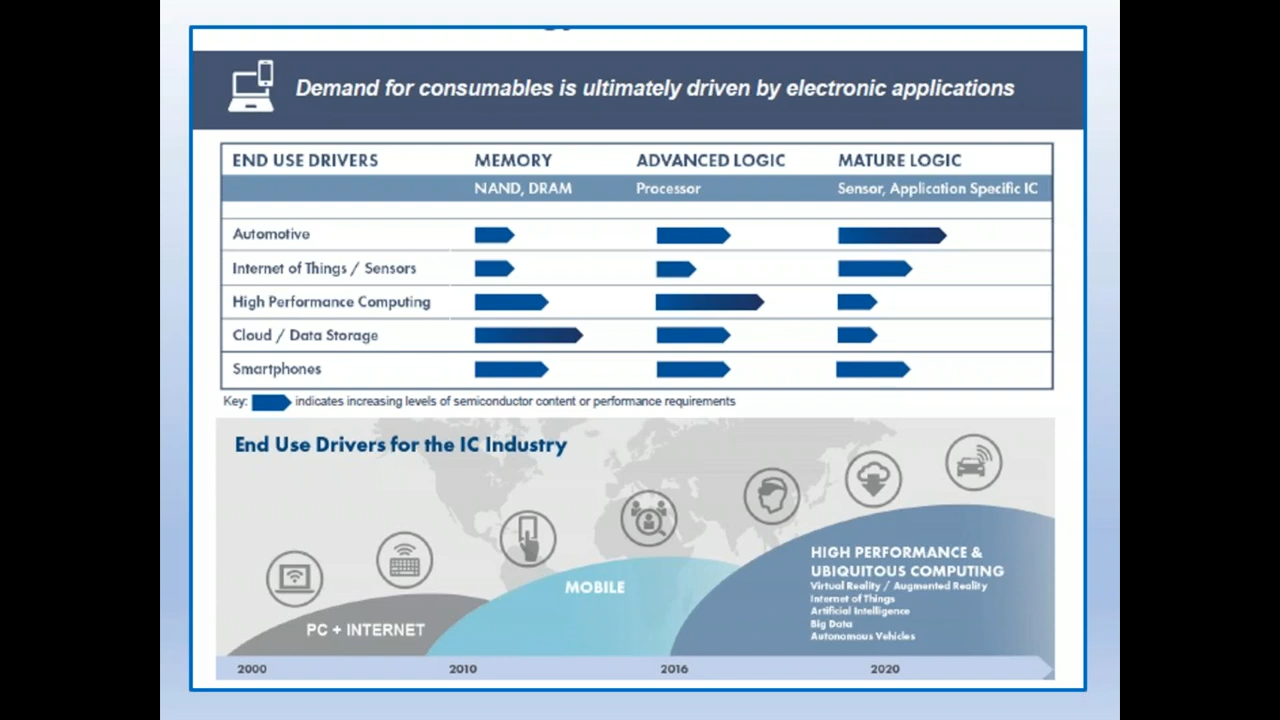 Demand for consumables is ultimately driven by electronic applications
END USE DRIVERS MEMORY ADVANCED LOGIC MATURE LOGIC
NAND, DRAM Processor Sensor, Application Specific IC
Automotive
Internet of Things / Sensors
High Performance Computing
Cloud / Data Storage
Smartphones
Key: indicates increasing levels of semiconductor content or performance requirements
End Use Drivers for the IC Industry
HIGH PERFORMANCE &
UBIQUITOUS COMPUTING
Virtual Reality / Augmented Reality
Internet of Things
Artificial Intelligence
Big Data
Autonomous Vehicles
MOBILE
PC + INTERNET
2000 2010 2016 2020